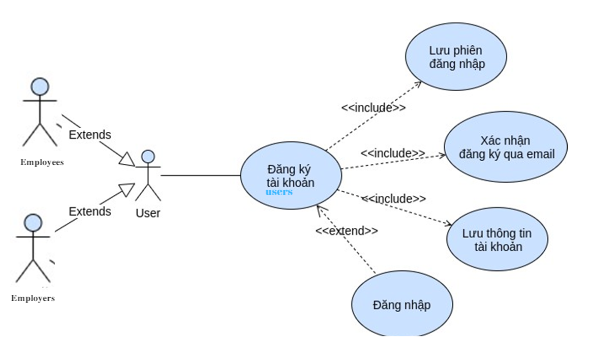 Lưu phiên
đăng nhập
<<include>>
Extends
Employees
Xác nhận
đăng ký qua email
<<include>>
Đăng ký
tài khoản
users
<<include>>
Extends
User
Lưu thông tin
tài khoản
<<extend>>
Employers
Đăng nhập